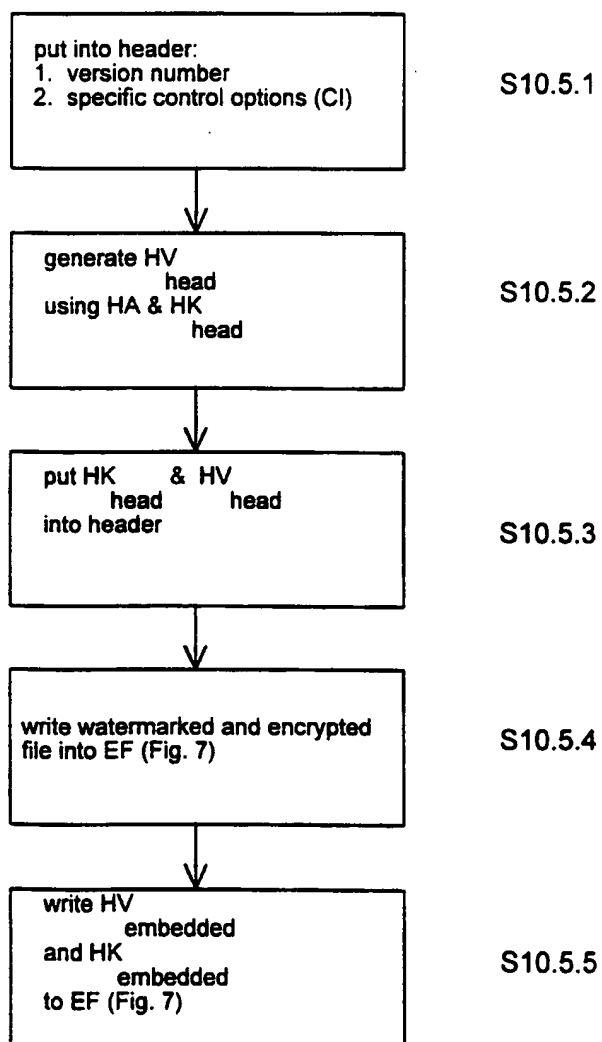 put into header:
1. version number
2. specific control options (CI)
S10.5.1
generate HV
head
using HA & HK
head
S10.5.2
put HK & HV
head head
into header
S10.5.3
write watermarked and encrypted
file into EF (Fig. 7)
S10.5.4
write HV
embedded
and HK
embedded
to EF (Fig. 7)
S10.5.5